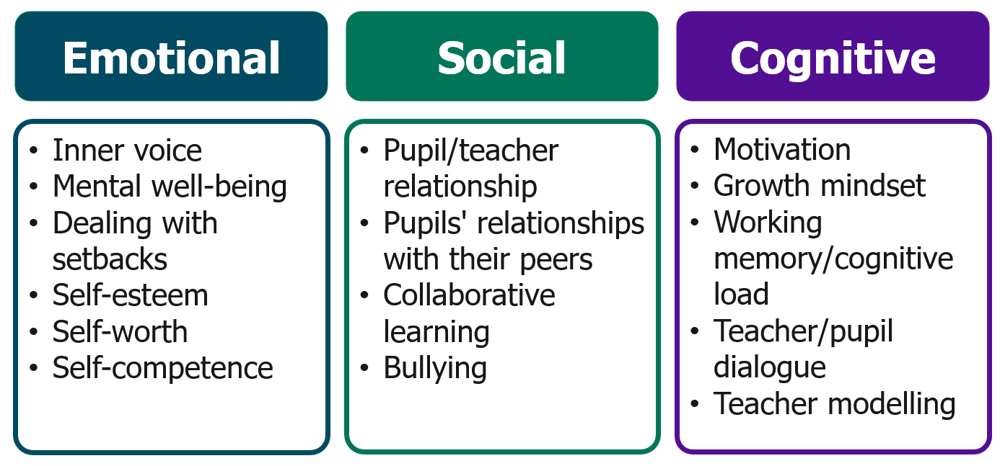 Emotional
• Inner voice
• Mental well-being
• Dealing with
setbacks
• Self-esteem
• Self-worth
• Self-competence
Social
• Pupil/teacher
relationship
• Pupils' relationships
with their peers
• Collaborative
learning
• Bullying
Cognitive
• Motivation
• Growth mindset
• Working
memory/cognitive
load
• Teacher/pupil
dialogue
• Teacher modelling